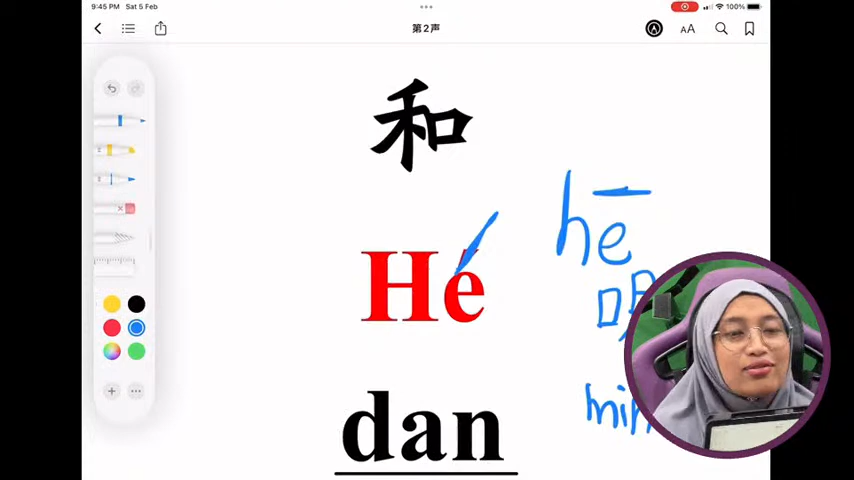 9:45 PM Sat 5 Feb
100%
第2声
AA
和
Hé
hē
dan